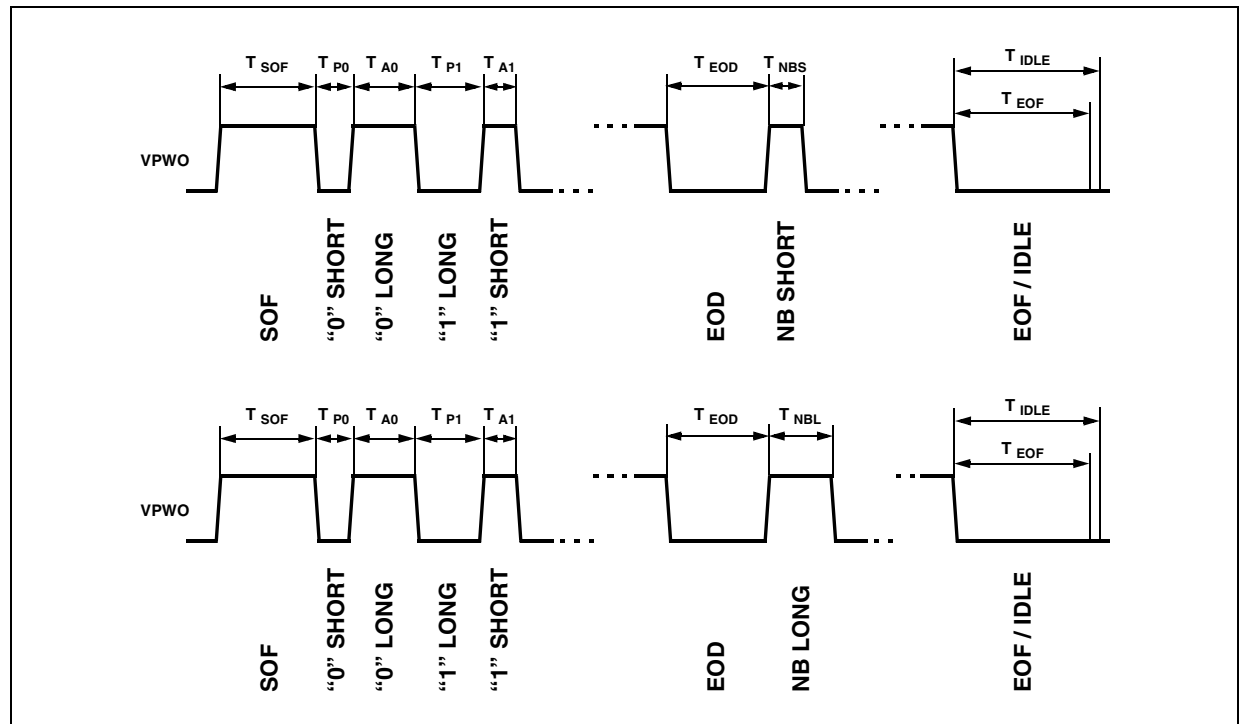 T SOF T P0 T A0 T P1 T A1 T EOD T NBS T IDLE
T EOF
VPWO
SOF
“0” SHORT
“0” LONG
“1” LONG
“1” SHORT
EOD
NB SHORT
EOF / IDLE
T SOF T P0 T A0 T P1 T A1 T EOD T NBL T IDLE
T EOF
VPWO
SOF
“0” SHORT
“0” LONG
“1” LONG
“1” SHORT
EOD
NB LONG
EOF / IDLE